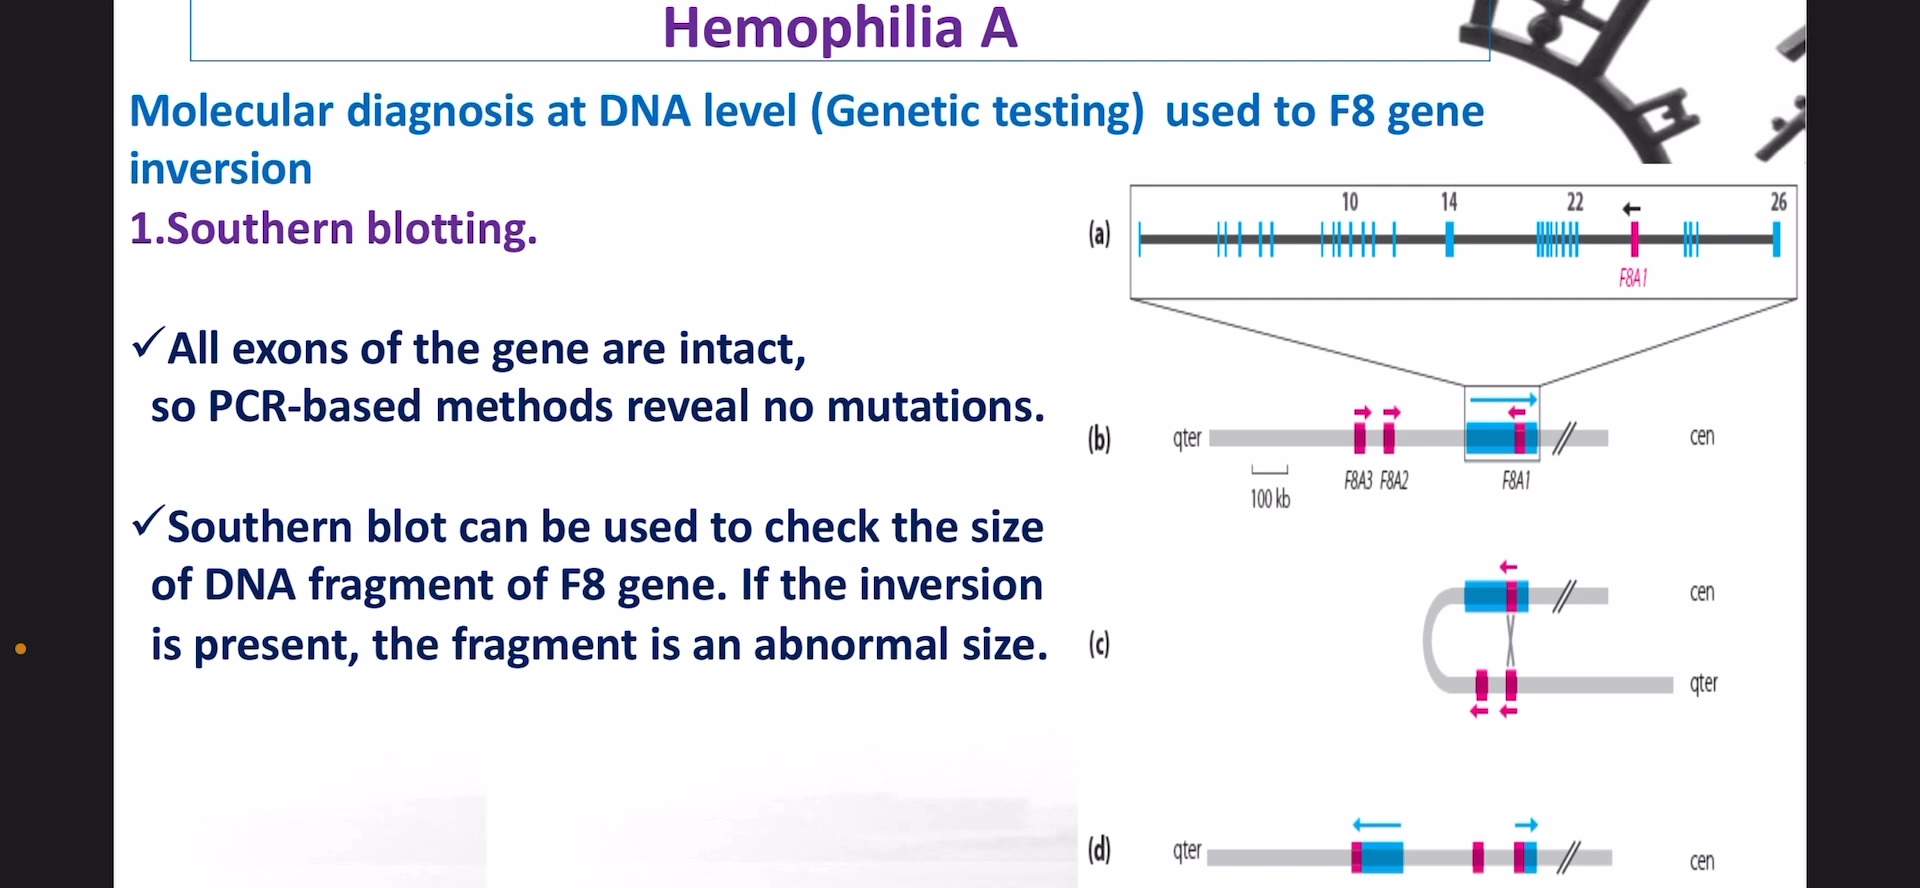 Hemophilia A
Molecular diagnosis at DNA level (Genetic testing) used to F8 gene
inversion
1.Southern blotting.
✓All exons of the gene are intact,
so PCR-based methods reveal no mutations.
✓Southern blot can be used to check the size
of DNA fragment of F8 gene. If the inversion
is present, the fragment is an abnormal size.
10 14 22 26
(a)
F8A1
(b) qter cen
F8A3 F8A2 F8A1
100 kb
cen
(c)
qter
(d) qter cen